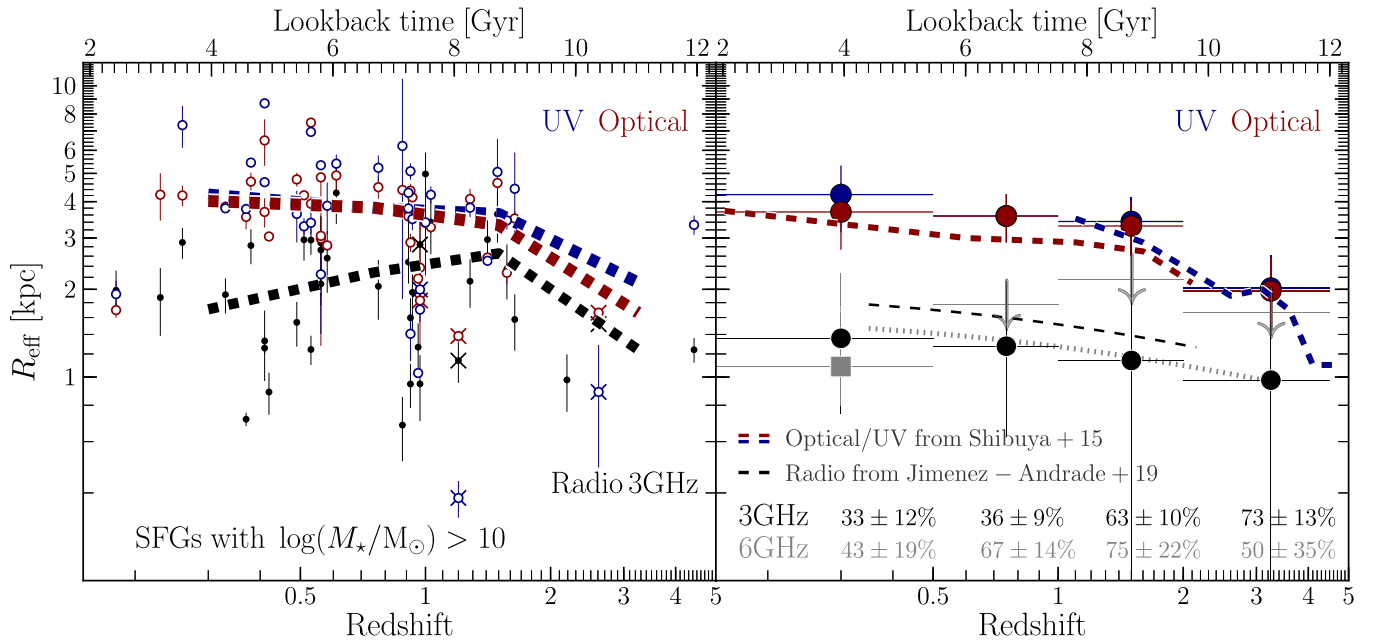 Lookback time [Gyr] Lookback time [Gyr]
2 4 6 8 10 12 2 4 6 8 10 12
10
8
6
5
4
3
2
1
R_eff [kpc]
UV Optical
UV Optical
Radio 3GHz
SFGs with log(M⋆/M⊙) > 10
Optical/UV from Shibuya + 15
Radio from Jimenez − Andrade + 19
3GHz 33 ± 12% 36 ± 9% 63 ± 10% 73 ± 13%
6GHz 43 ± 19% 67 ± 14% 75 ± 22% 50 ± 35%
0.5 1 2 3 4 5 0.5 1 2 3 4 5
Redshift Redshift